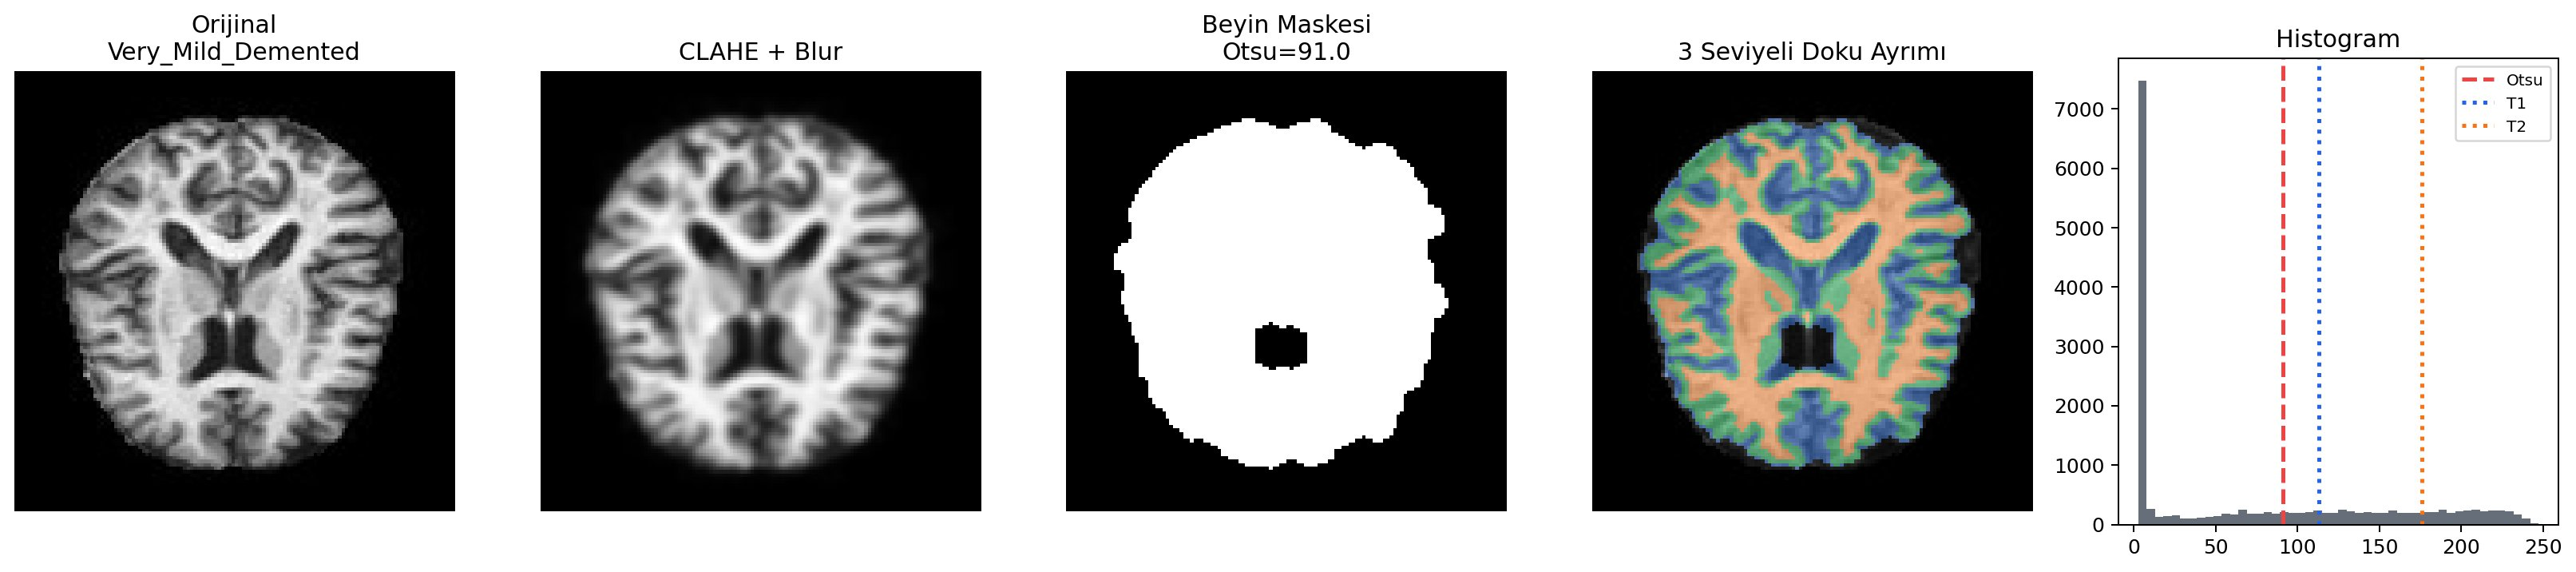 Orijinal
Very_Mild_Demented
CLAHE + Blur
Beyin Maskesi
Otsu=91.0
3 Seviyeli Doku Ayrımı
Histogram
Otsu
T1
T2
7000
6000
5000
4000
3000
2000
1000
0
0 50 100 150 200 250